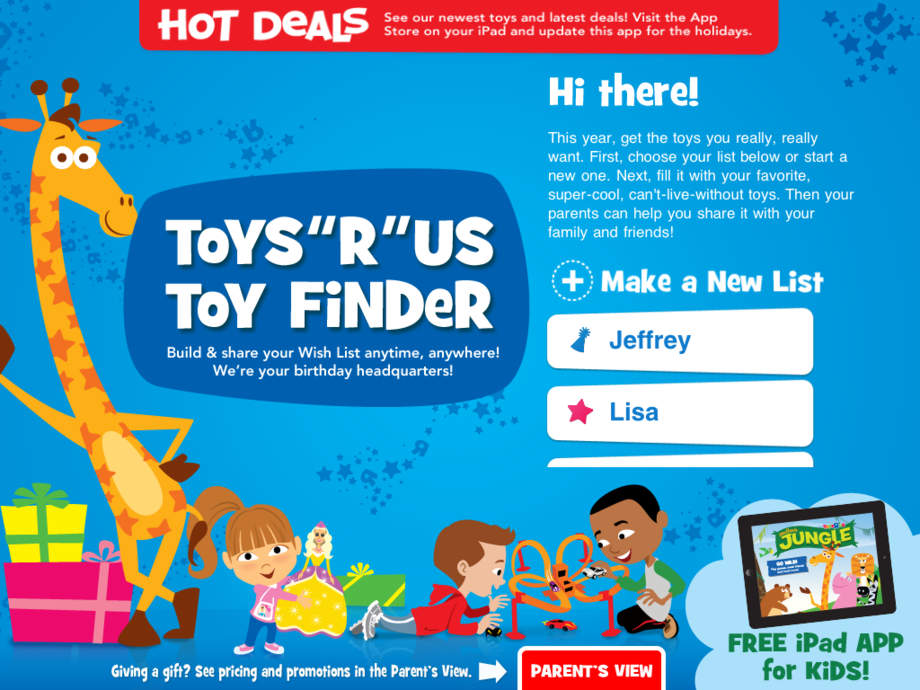 HOT DEALS
See our newest toys and latest deals! Visit the App
Store on your iPad and update this app for the holidays.
Hi there!
This year, get the toys you really, really
want. First, choose your list below or start a
new one. Next, fill it with your favorite,
super-cool, can't-live-without toys. Then your
parents can help you share it with your
family and friends!
TOYS"R"US
TOY FiNDER
Build & share your Wish List anytime, anywhere!
We're your birthday headquarters!
Make a New List
Jeffrey
Lisa
JUNGLE
GO WILD!
FREE iPad APP
for KiDS!
Giving a gift? See pricing and promotions in the Parent's View.
PARENT'S VIEW